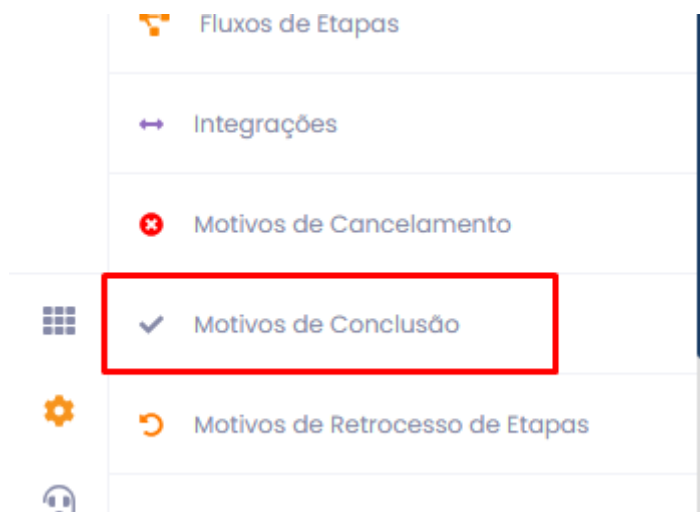 Fluxos de Etapas
Integrações
Motivos de Cancelamento
Motivos de Conclusão
Motivos de Retrocesso de Etapas